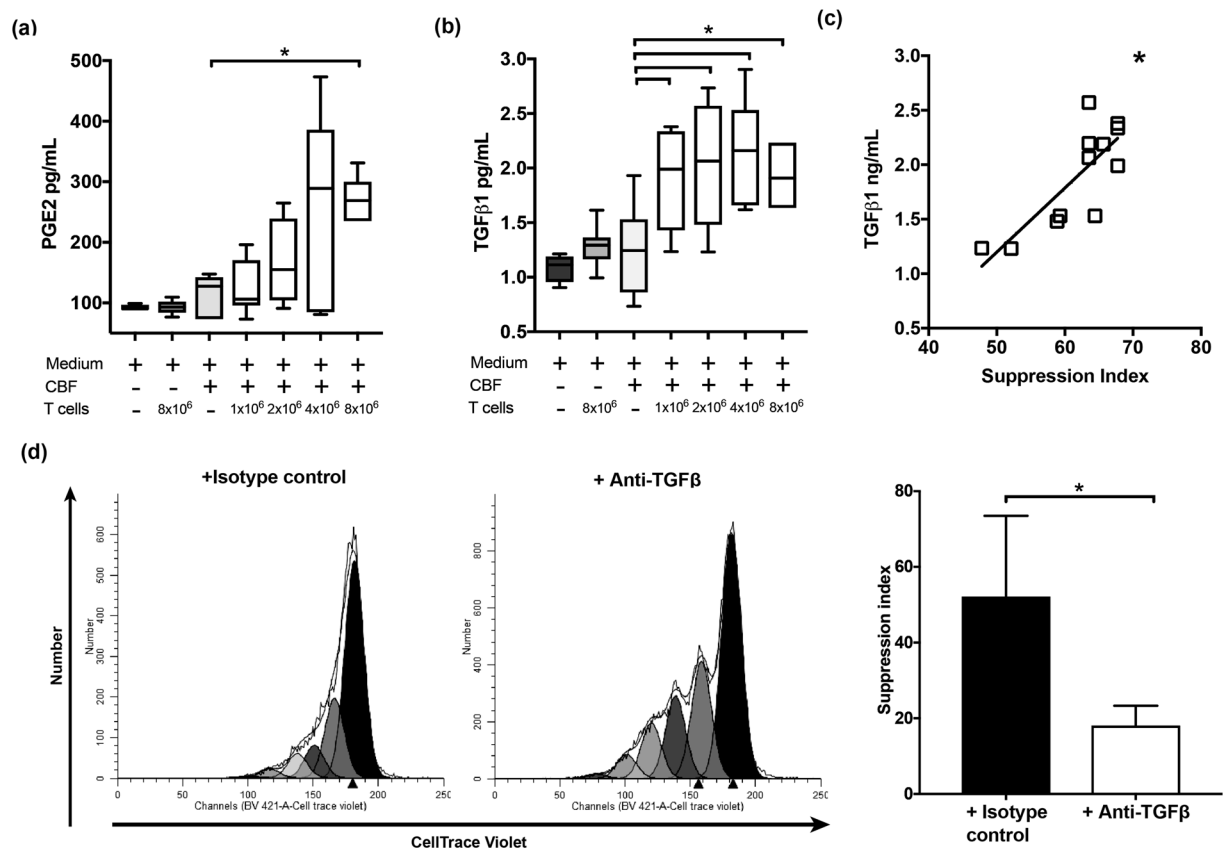 (a)
*
500
400
300
200
100
PGE2 pg/mL
Medium + + + + + + +
CBF - - + + + + +
T cells - 8x10⁶ - 1x10⁶ 2x10⁶ 4x10⁶ 8x10⁶
(b)
*
3.0
2.5
2.0
1.5
1.0
0.5
TGFβ1 pg/mL
Medium + + + + + + +
CBF - - + + + + +
T cells - 8x10⁶ - 1x10⁶ 2x10⁶ 4x10⁶ 8x10⁶
(c)
*
3.0
2.5
2.0
1.5
1.0
0.5
TGFβ1 ng/mL
40 50 60 70 80
Suppression Index
(d)
+Isotype control
Number
Number
600
500
400
300
200
100
0
0 50 100 150 200 250
Channels (BV 421-A-Cell trace violet)
+ Anti-TGFβ
Number
800
600
400
200
0
0 50 100 150 200 250
Channels (BV 421-A-Cell trace violet)
CellTrace Violet
*
80
60
40
20
0
Suppression index
+ Isotype
control
+ Anti-TGFβ